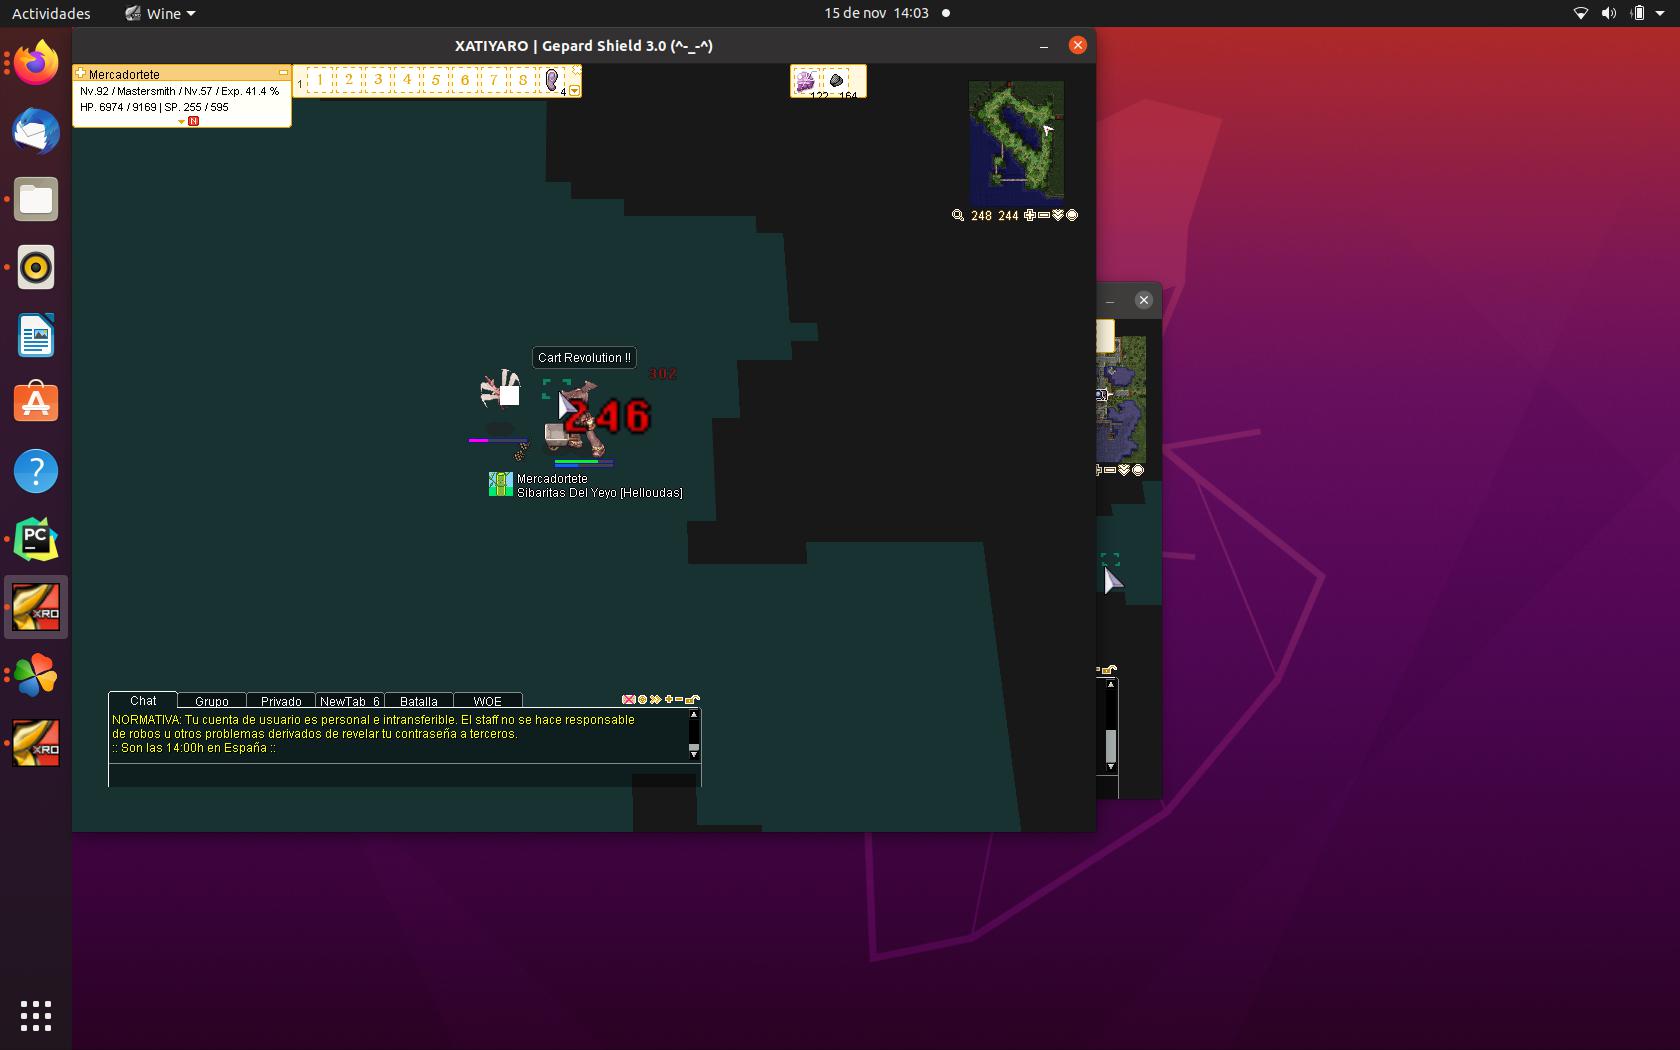 Actividades
Wine
15 de nov 14:03
XATIYARO | Gepard Shield 3.0 (^-_-^)
Mercadortete
Nv.92 / Mastersmith / Nv.57 / Exp. 41.4 %
HP. 6974 / 9169 | SP. 255 / 595
N
1 1 2 3 4 5 6 7 8 4
122 164
248 244
Cart Revolution !!
302
246
Mercadortete
Sibaritas Del Yeyo [Helloudas]
Chat Grupo Privado NewTab_6 Batalla WOE
NORMATIVA: Tu cuenta de usuario es personal e intransferible. El staff no se hace responsable
de robos u otros problemas derivados de revelar tu contraseña a terceros.
:: Son las 14:00h en España ::
?
PC
XRO
XRO